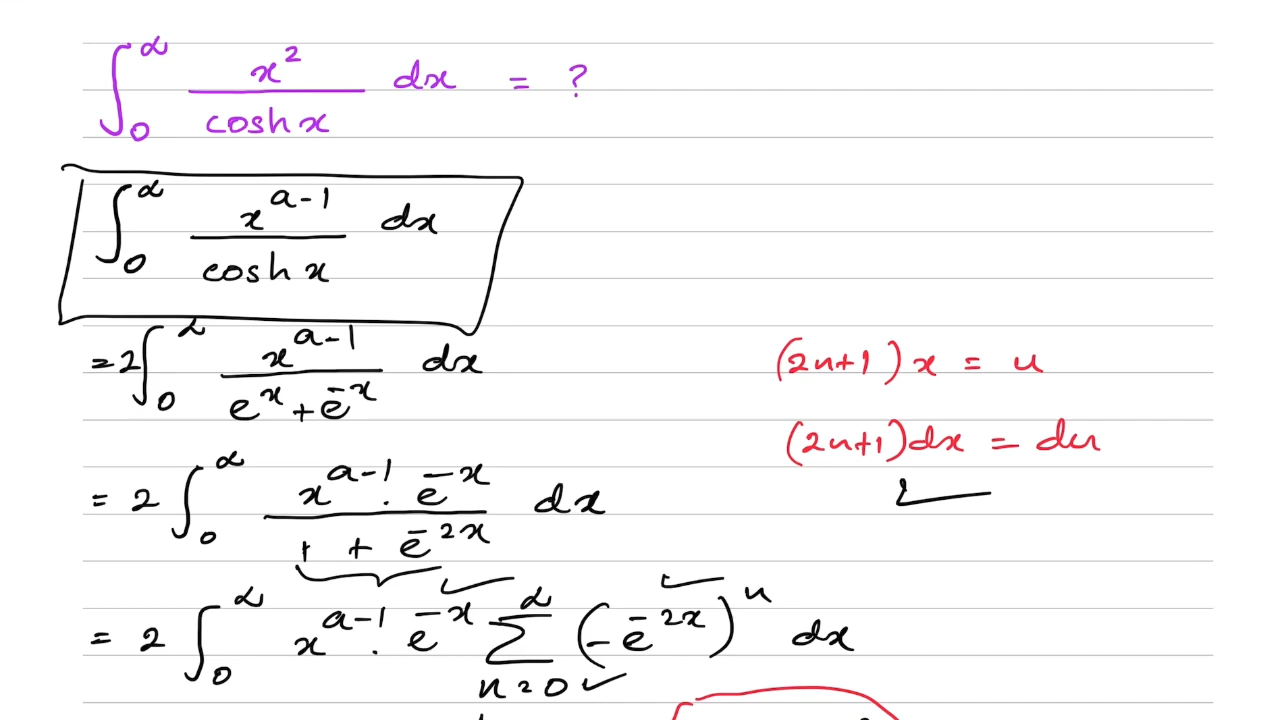 ∫₀^∞ x² / cosh x dx = ?
∫₀^∞ x^(a-1) / cosh x dx
= 2 ∫₀^∞ x^(a-1) / (e^x + e^-x) dx
(2n+1)x = u
(2n+1)dx = du
= 2 ∫₀^∞ x^(a-1) . e^-x / (1 + e^-2x) dx
= 2 ∫₀^∞ x^(a-1) . e^-x ∑_(n=0)^∞ (-e^-2x)^n dx